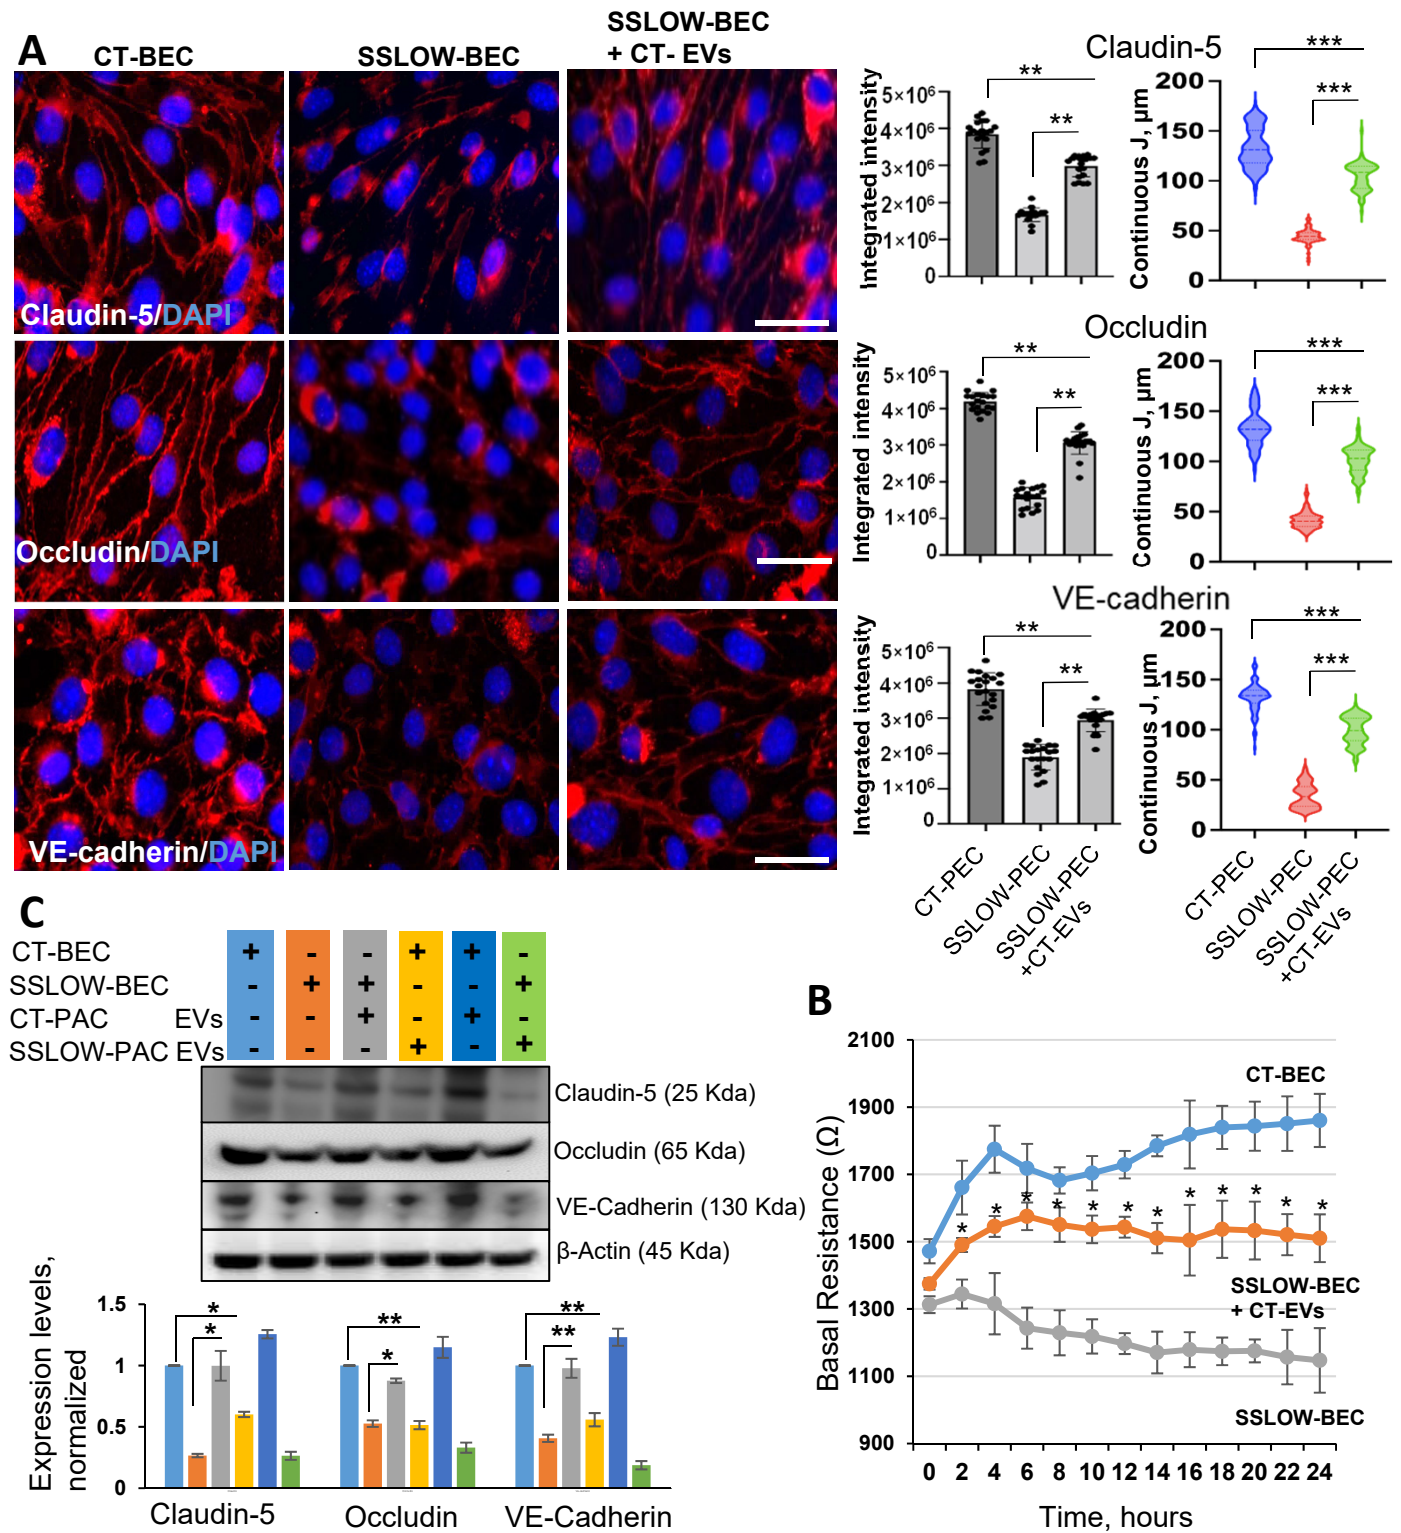 A
CT-BEC
SSLOW-BEC
SSLOW-BEC
+ CT- EVs
Claudin-5/DAPI
Occludin/DAPI
VE-cadherin/DAPI
Claudin-5
Integrated intensity
5×10⁶
4×10⁶
3×10⁶
2×10⁶
1×10⁶
0
**
**
Continuous J, µm
200
150
100
50
0
***
***
Occludin
Integrated intensity
5×10⁶
4×10⁶
3×10⁶
2×10⁶
1×10⁶
0
**
**
Continuous J, µm
200
150
100
50
0
***
***
VE-cadherin
Integrated intensity
5×10⁶
4×10⁶
3×10⁶
2×10⁶
1×10⁶
0
**
**
Continuous J, µm
200
150
100
50
0
***
***
CT-PEC
SSLOW-PEC
SSLOW-PEC
+CT-EVs
CT-PEC
SSLOW-PEC
SSLOW-PEC
+CT-EVs
C
CT-BEC + - - + + -
SSLOW-BEC - + + - - +
CT-PAC EVs - - + - + -
SSLOW-PAC EVs - - - + - +
Claudin-5 (25 Kda)
Occludin (65 Kda)
VE-Cadherin (130 Kda)
β-Actin (45 Kda)
Expression levels,
normalized
1.5
1
0.5
0
*
*
**
*
**
**
Claudin-5 Occludin VE-Cadherin
B
Basal Resistance (Ω)
2100
1900
1700
1500
1300
1100
900
CT-BEC
* * * * * * * * * * * *
SSLOW-BEC
+ CT-EVs
SSLOW-BEC
0 2 4 6 8 10 12 14 16 18 20 22 24
Time, hours